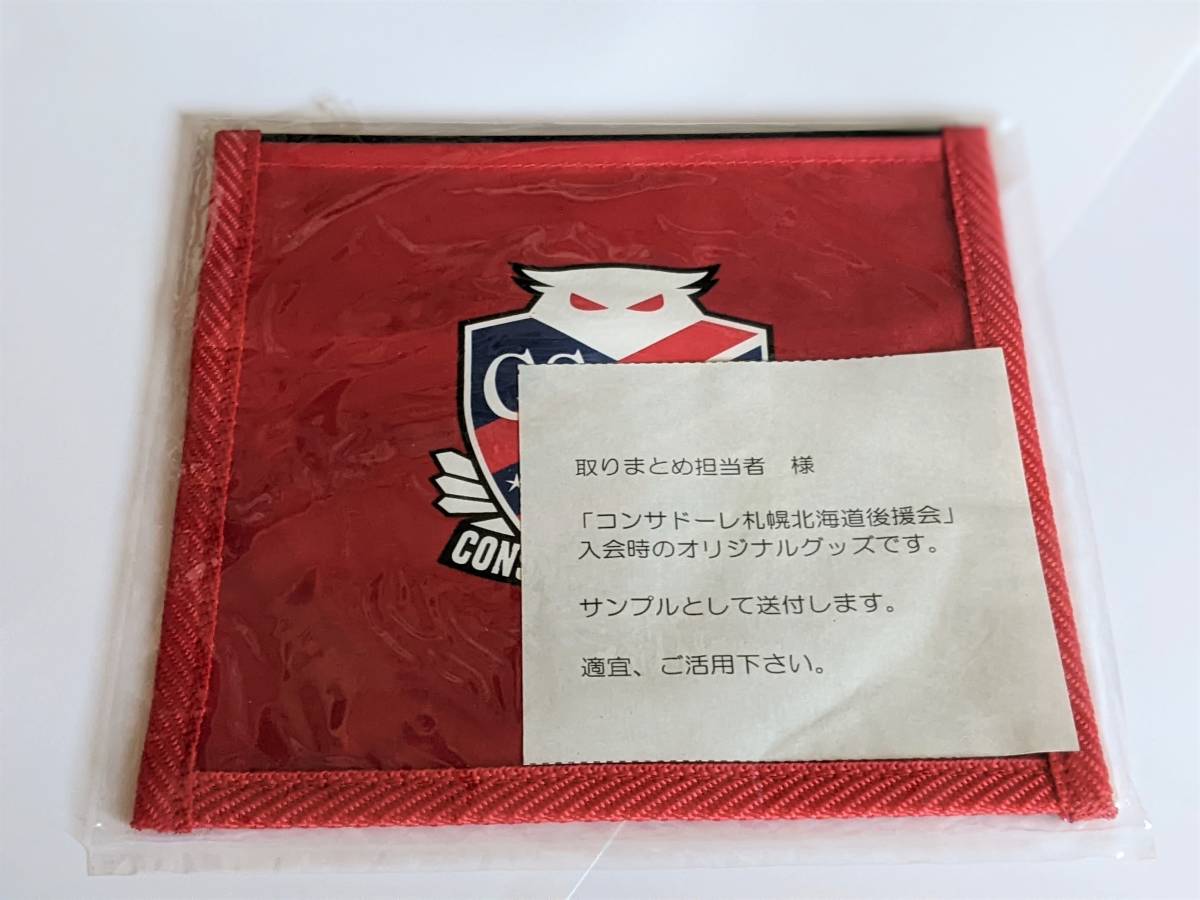 CS
CONS
取りまとめ担当者　様
「コンサドーレ札幌北海道後援会」
入会時のオリジナルグッズです。
サンプルとして送付します。
適宜、ご活用下さい。